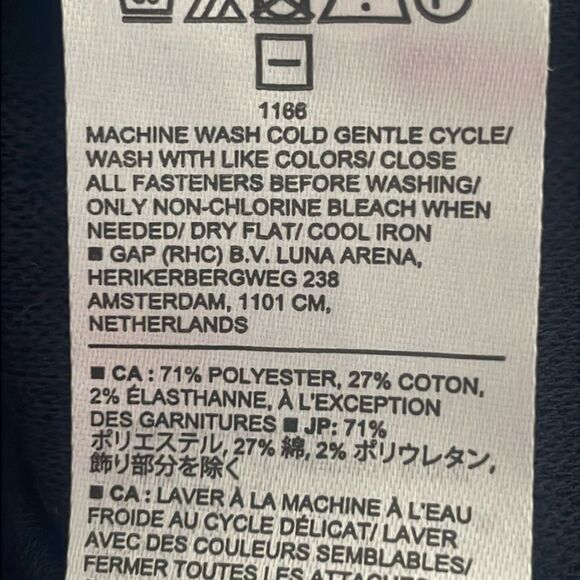 1166
MACHINE WASH COLD GENTLE CYCLE/
WASH WITH LIKE COLORS/ CLOSE
ALL FASTENERS BEFORE WASHING/
ONLY NON-CHLORINE BLEACH WHEN
NEEDED/ DRY FLAT/ COOL IRON
■ GAP (RHC) B.V. LUNA ARENA,
HERIKERBERGWEG 238
AMSTERDAM, 1101 CM,
NETHERLANDS
■ CA : 71% POLYESTER, 27% COTON,
2% ÉLASTHANNE, À L'EXCEPTION
DES GARNITURES ■ JP: 71%
ポリエステル, 27% 綿, 2% ポリウレタン,
飾り部分を除く
■ CA : LAVER À LA MACHINE À L'EAU
FROIDE AU CYCLE DÉLICAT/ LAVER
AVEC DES COULEURS SEMBLABLES/
FERMER TOUTES LES ATTACHES